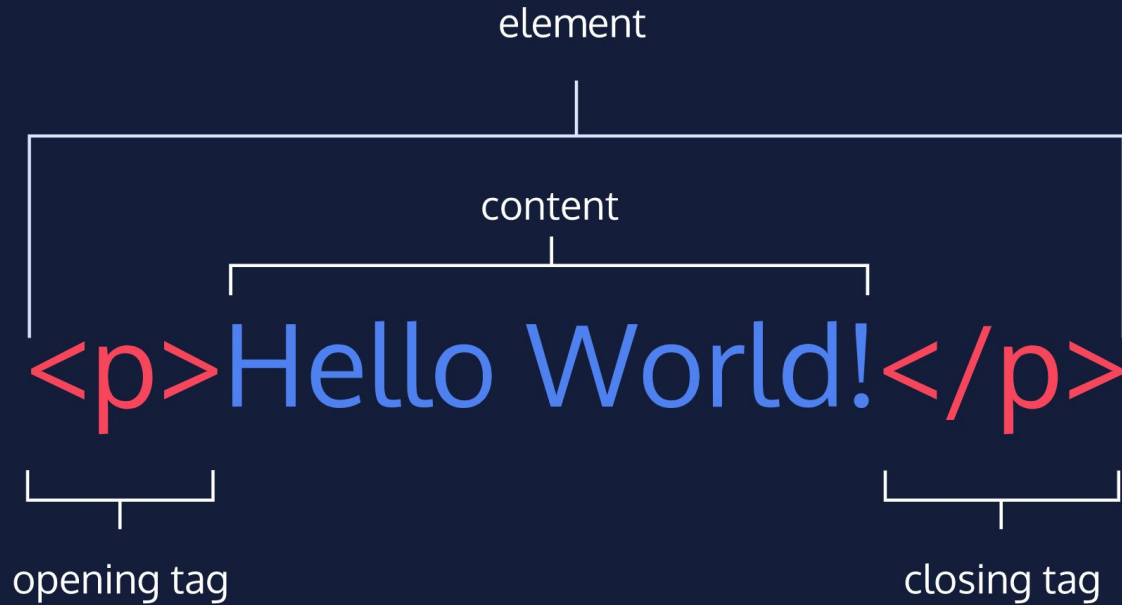 element
content
<p>Hello World!</p>
opening tag
closing tag